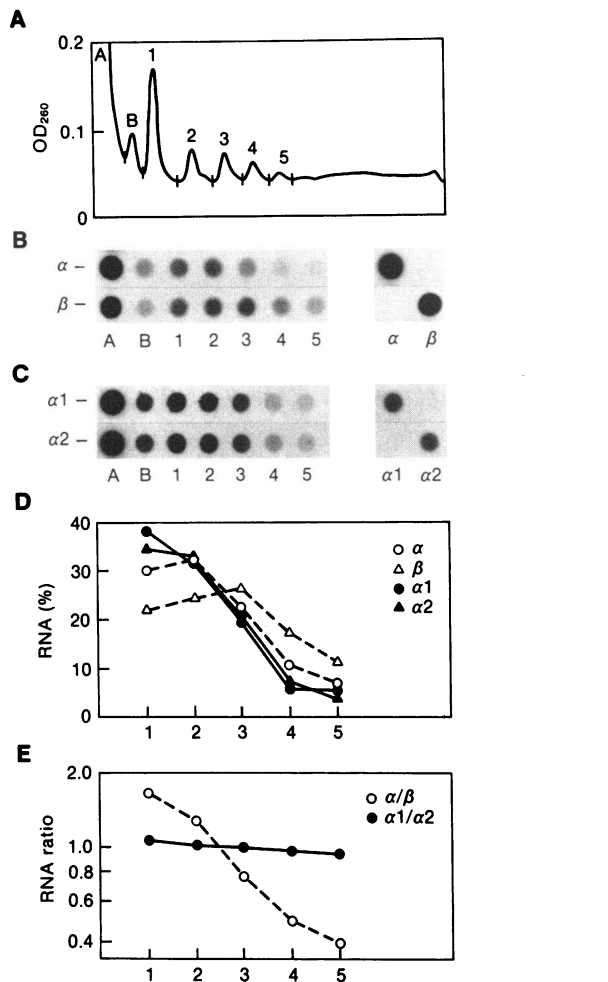 A
0.2
A
1
B
2
3
4
5
0.1
OD260
0
B
α –
β –
A B 1 2 3 4 5
α β
C
α1 –
α2 –
A B 1 2 3 4 5
α1 α2
D
40
30
20
10
0
RNA (%)
α
β
α1
α2
1 2 3 4 5
E
2.0
1.0
0.8
0.6
0.4
RNA ratio
α/β
α1/α2
1 2 3 4 5